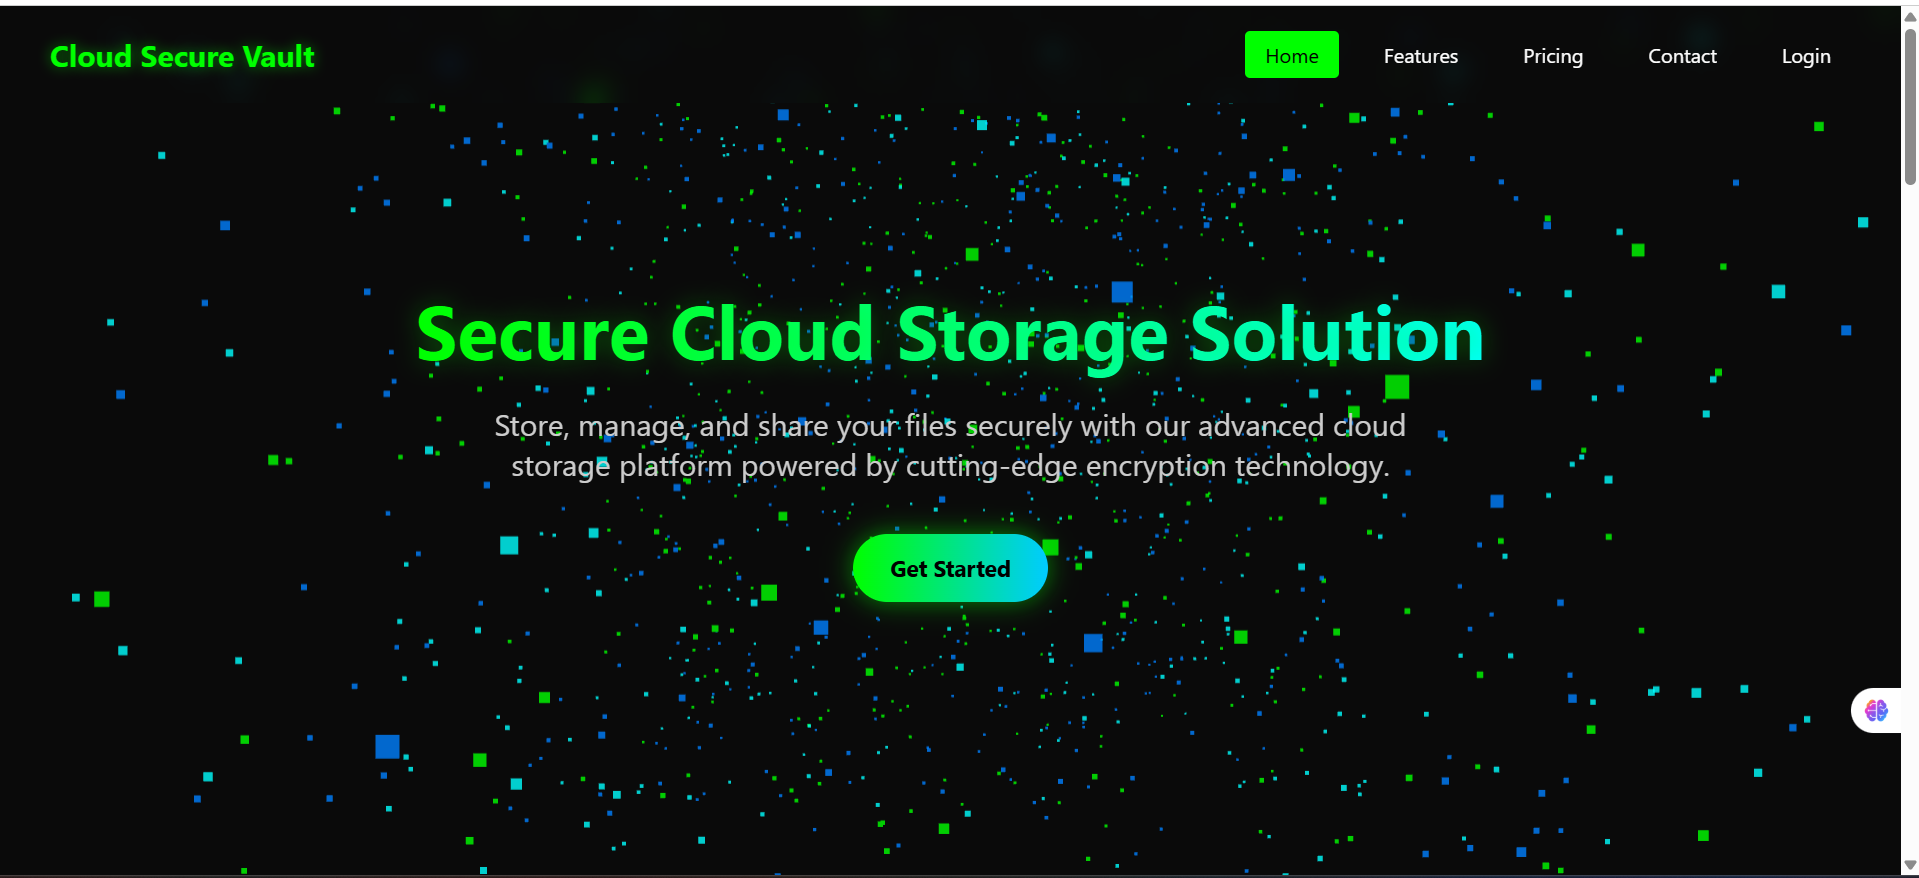 Cloud Secure Vault
Home Features Pricing Contact Login
Secure Cloud Storage Solution
Store, manage, and share your files securely with our advanced cloud
storage platform powered by cutting-edge encryption technology.
Get Started